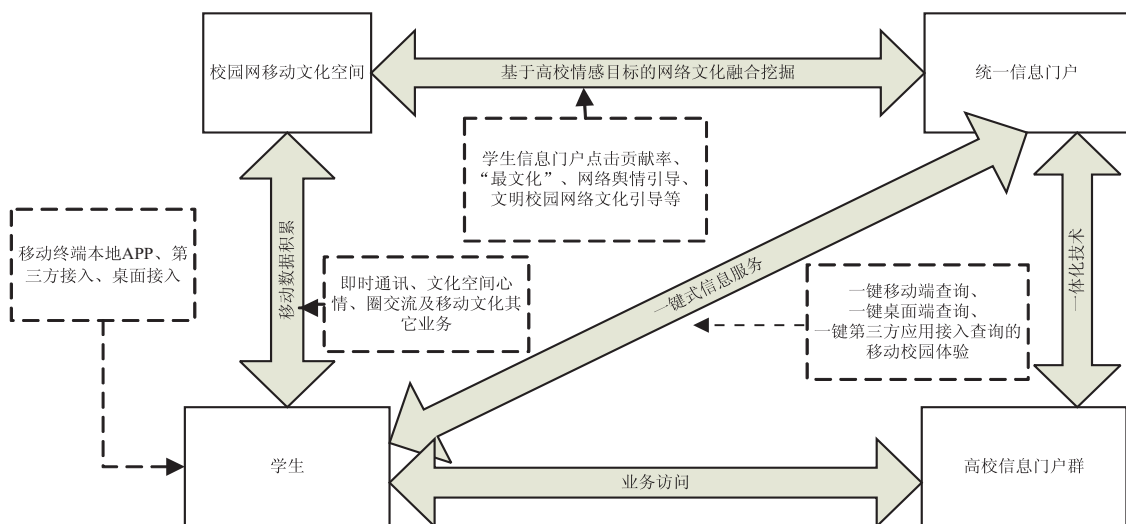 校园网移动文化空间
基于高校情感目标的网络文化融合挖掘
统一信息门户
学生信息门户点击贡献率、
“最文化”、网络舆情引导、
文明校园网络文化引导等
移动终端本地APP、第
三方接入、桌面接入
移动数据积累
即时通讯、文化空间心
情、圈交流及移动文化其
它业务
一键式信息服务
一键移动端查询、
一键桌面端查询、
一键第三方应用接入查询的
移动校园体验
一体化技术
学生
业务访问
高校信息门户群